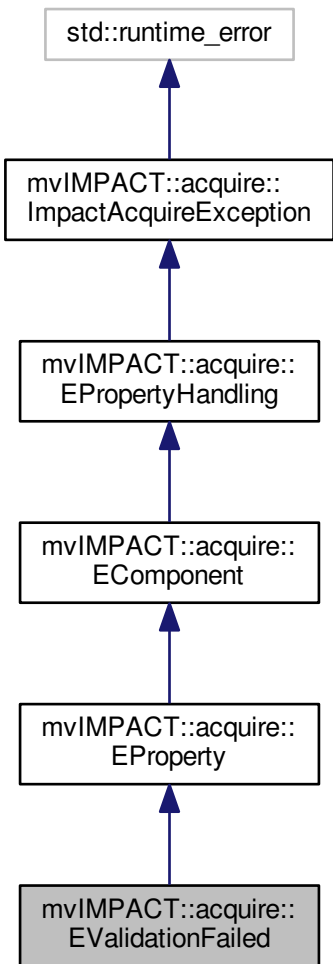 std::runtime_error
mvIMPACT::acquire::
ImpactAcquireException
mvIMPACT::acquire::
EPropertyHandling
mvIMPACT::acquire::
EComponent
mvIMPACT::acquire::
EProperty
mvIMPACT::acquire::
EValidationFailed